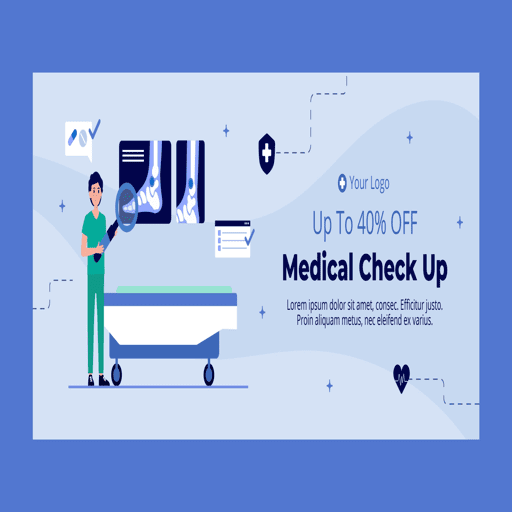 Your Logo
Up To 40% OFF
Medical Check Up
Lorem ipsum dolor sit amet, consec. Efficitur justo.
Proin aliquam metus, nec eleifend ex varius.